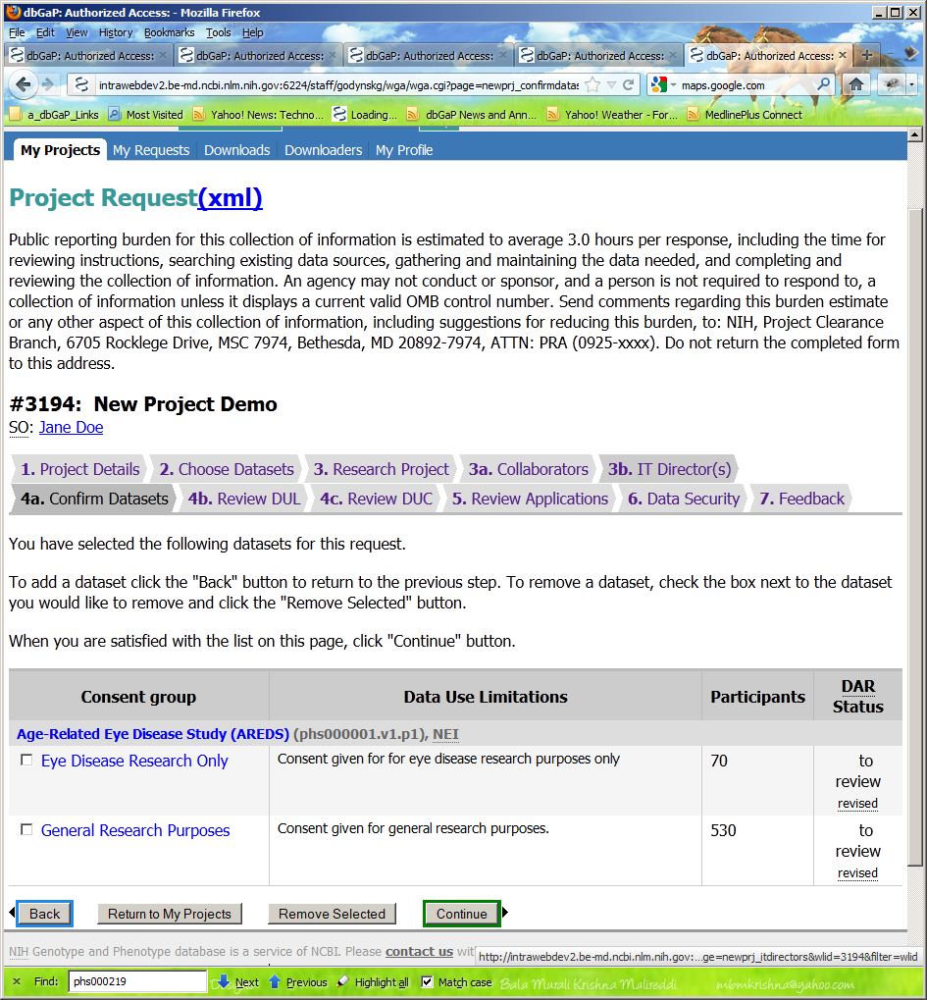 dbGaP: Authorized Access: - Mozilla Firefox
File Edit View History Bookmarks Tools Help
dbGaP: Authorized Access: × dbGaP: Authorized Access: × dbGaP: Authorized Access: × dbGaP: Authorized Access: × dbGaP: Authorized Access: ×
intrawebdev2.be-md.ncbi.nlm.nih.gov:6224/staff/godynskg/wga/wga.cgi?page=newprj_confirmdatas maps.google.com
a_dbGaP_Links Most Visited Yahoo! News: Techno... Loading... dbGaP News and Ann... Yahoo! Weather - For... MedlinePlus Connect
My Projects My Requests Downloads Downloaders My Profile
Project Request(xml)
Public reporting burden for this collection of information is estimated to average 3.0 hours per response, including the time for
reviewing instructions, searching existing data sources, gathering and maintaining the data needed, and completing and
reviewing the collection of information. An agency may not conduct or sponsor, and a person is not required to respond to, a
collection of information unless it displays a current valid OMB control number. Send comments regarding this burden estimate
or any other aspect of this collection of information, including suggestions for reducing this burden, to: NIH, Project Clearance
Branch, 6705 Rocklege Drive, MSC 7974, Bethesda, MD 20892-7974, ATTN: PRA (0925-xxxx). Do not return the completed form
to this address.
#3194: New Project Demo
SO: Jane Doe
1. Project Details 2. Choose Datasets 3. Research Project 3a. Collaborators 3b. IT Director(s)
4a. Confirm Datasets 4b. Review DUL 4c. Review DUC 5. Review Applications 6. Data Security 7. Feedback
You have selected the following datasets for this request.
To add a dataset click the "Back" button to return to the previous step. To remove a dataset, check the box next to the dataset
you would like to remove and click the "Remove Selected" button.
When you are satisfied with the list on this page, click "Continue" button.
Consent group Data Use Limitations Participants DAR
Status
Age-Related Eye Disease Study (AREDS) (phs000001.v1.p1), NEI
Eye Disease Research Only Consent given for for eye disease research purposes only 70 to
review
revised
General Research Purposes Consent given for general research purposes. 530 to
review
revised
Back Return to My Projects Remove Selected Continue
NIH Genotype and Phenotype database is a service of NCBI. Please contact us wit
http://intrawebdev2.be-md.ncbi.nlm.nih.gov:...ge=newprj_itdirectors&wlid=3194&filter=wlid
× Find: phs000219 Next Previous Highlight all Match case Bala Murali Krishna Malireddi mbmkrishna@yahoo.com